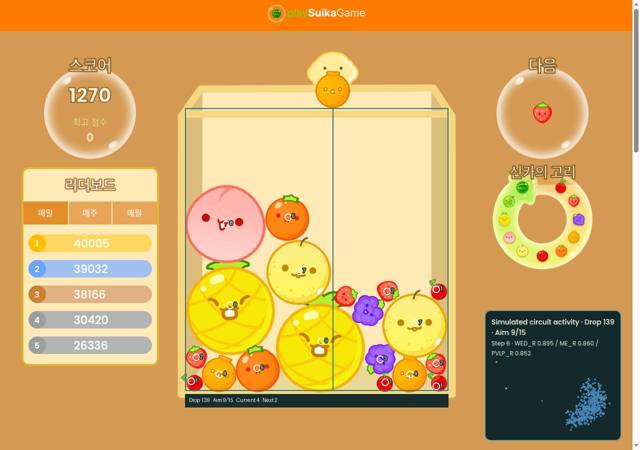 playSuikaGame
스코어
1270
최고 점수
0
리더보드
매일
매주
매월
1 40005
2 39032
3 38166
4 30420
5 26336
다음
산카의 고리
Simulated circuit activity · Drop 139
· Aim 9/15
Step 6 · WED_R 0.895 / ME_R 0.860 /
PVLP_R 0.852
Drop 139 Aim 9/15 Current 4 Next 2